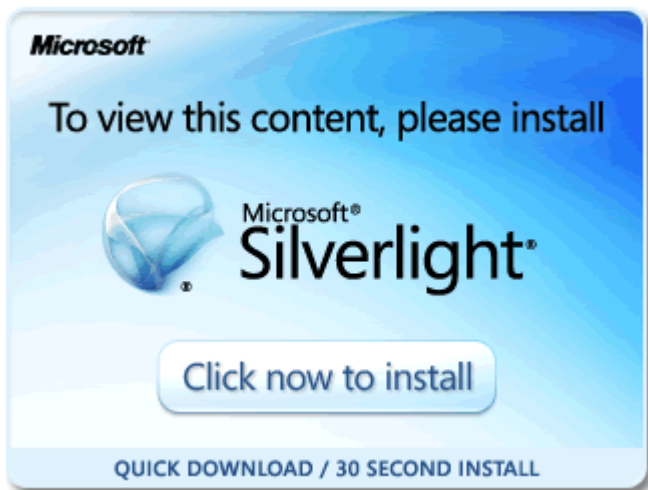 Microsoft
To view this content, please install
Microsoft®
Silverlight®
®
Click now to install
QUICK DOWNLOAD / 30 SECOND INSTALL